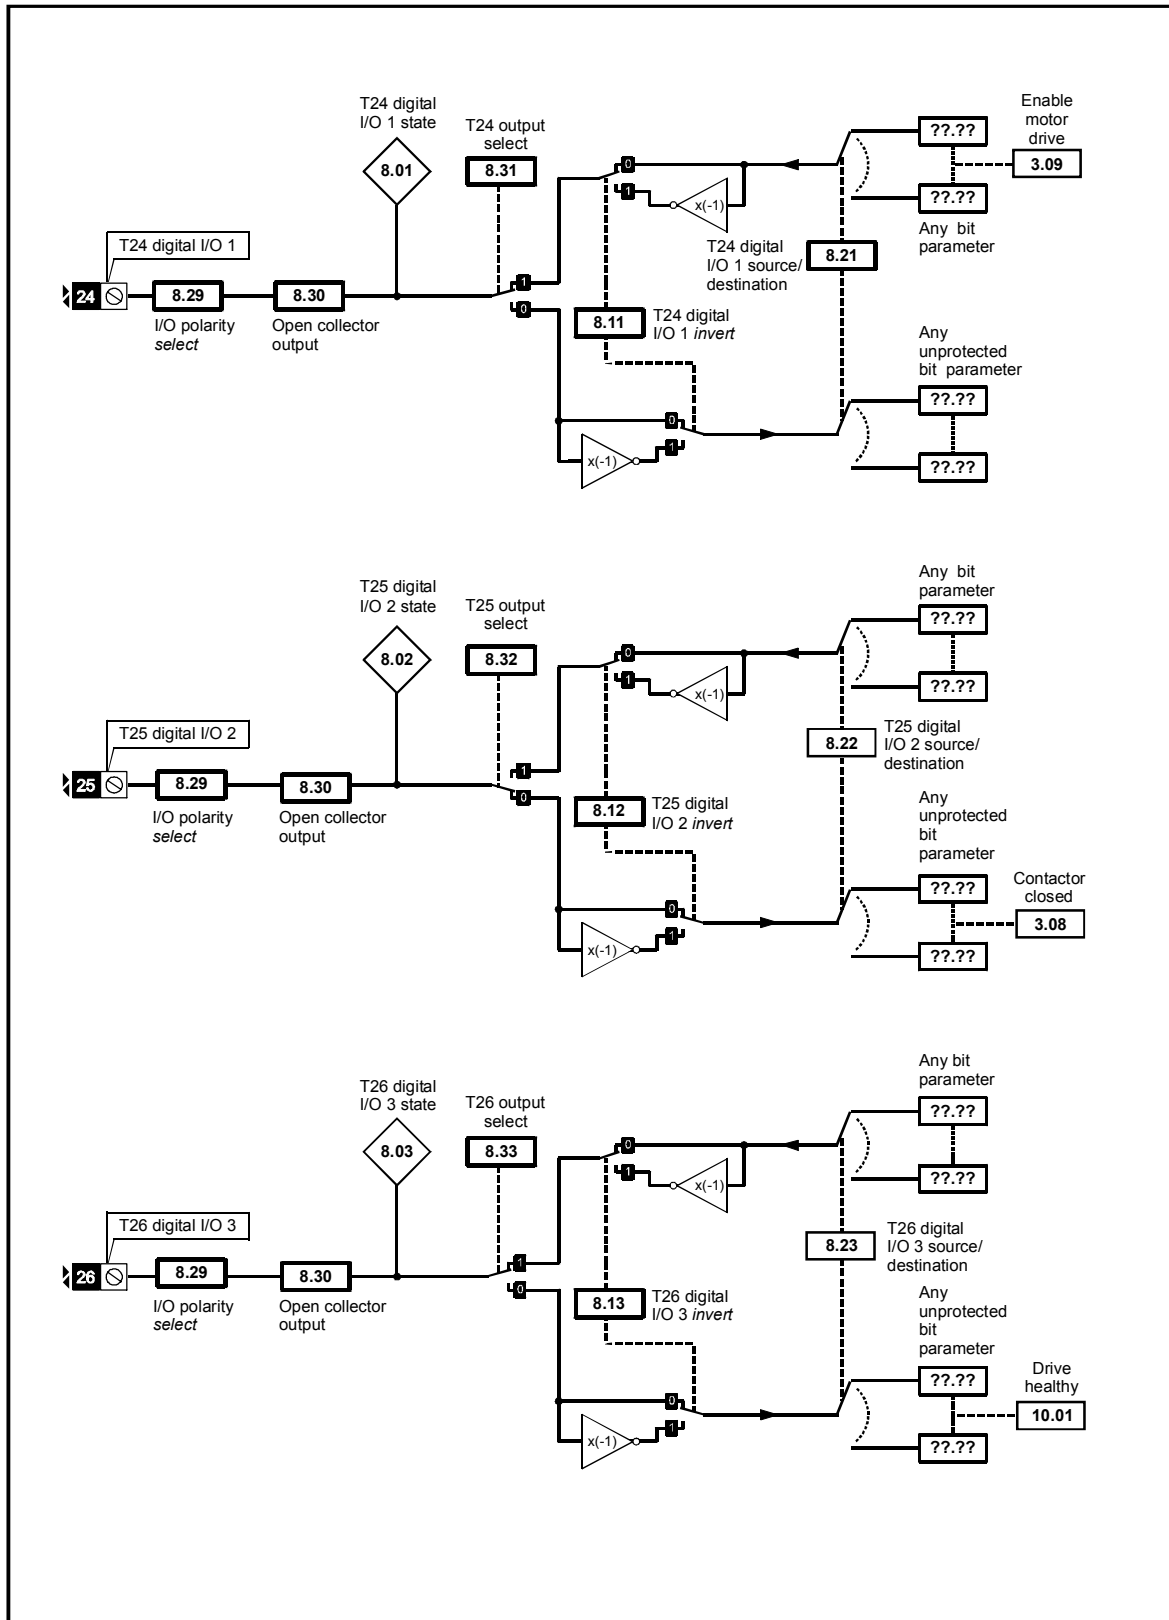 T24 digital
I/O 1 state
8.01
T24 output
select
8.31
0
1
x(-1)
??.??
??.??
Any bit
parameter
Enable
motor
drive
3.09
T24 digital I/O 1
24
8.29
I/O polarity
select
8.30
Open collector
output
1
0
T24 digital
I/O 1 source/
destination
8.21
8.11
T24 digital
I/O 1 invert
Any
unprotected
bit parameter
??.??
??.??
0
1
x(-1)
T25 digital
I/O 2 state
8.02
T25 output
select
8.32
0
1
x(-1)
Any bit
parameter
??.??
??.??
T25 digital I/O 2
25
8.29
I/O polarity
select
8.30
Open collector
output
1
0
8.22
T25 digital
I/O 2 source/
destination
8.12
T25 digital
I/O 2 invert
Any
unprotected
bit
parameter
??.??
??.??
Contactor
closed
3.08
0
1
x(-1)
T26 digital
I/O 3 state
8.03
T26 output
select
8.33
0
1
x(-1)
Any bit
parameter
??.??
??.??
T26 digital I/O 3
26
8.29
I/O polarity
select
8.30
Open collector
output
1
0
8.23
T26 digital
I/O 3 source/
destination
8.13
T26 digital
I/O 3 invert
Any
unprotected
bit
parameter
??.??
??.??
Drive
healthy
10.01
0
1
x(-1)